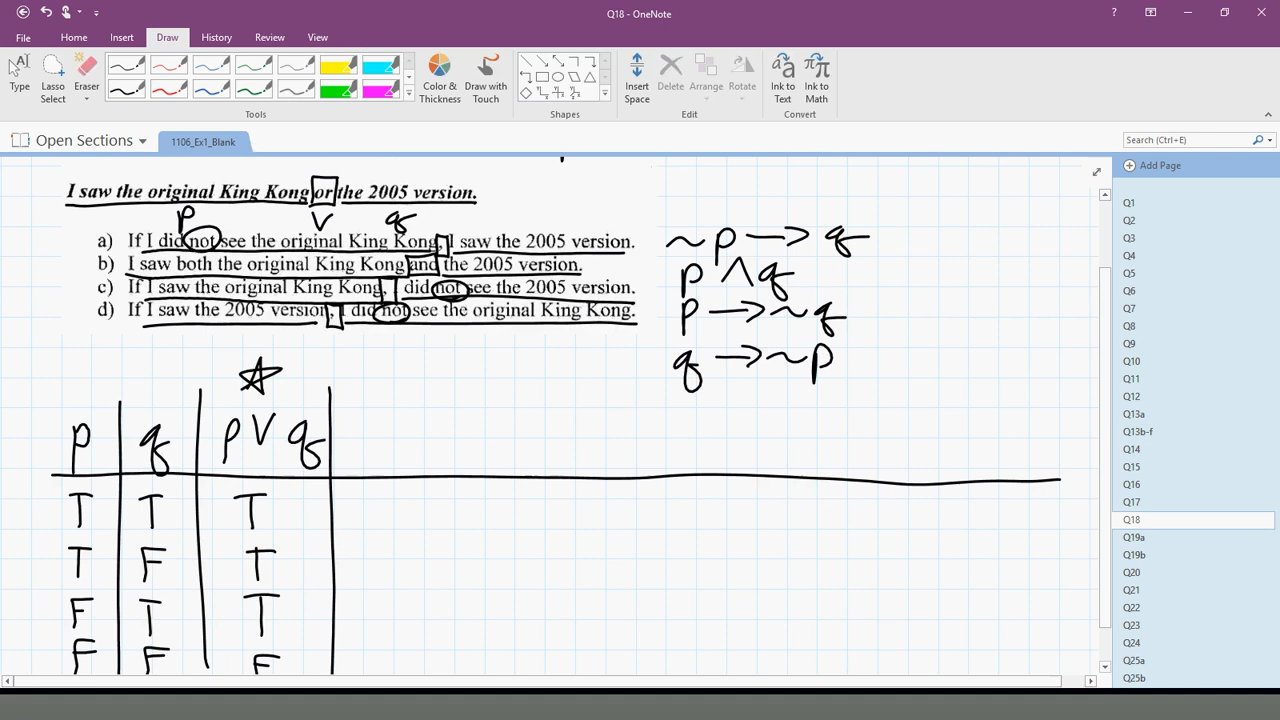 Q18 - OneNote
?
File Home Insert Draw History Review View
Type
Lasso Select
Eraser
Color & Thickness
Draw with Touch
Insert Space
Delete
Arrange
Rotate
Ink to Text
Ink to Math
Tools
Shapes
Edit
Convert
Open Sections
1106_Ex1_Blank
Search (Ctrl+E)
I saw the original King Kong or the 2005 version.
p V q
a) If I did not see the original King Kong, I saw the 2005 version.
b) I saw both the original King Kong and the 2005 version.
c) If I saw the original King Kong, I did not see the 2005 version.
d) If I saw the 2005 version, I did not see the original King Kong.
~p → q
p ∧ q
p → ~q
q → ~p
p q p V q
T T T
T F T
F T T
F F F
Add Page
Q1
Q2
Q3
Q4
Q5
Q6
Q7
Q8
Q9
Q10
Q11
Q12
Q13a
Q13b-f
Q14
Q15
Q16
Q17
Q18
Q19a
Q19b
Q20
Q21
Q22
Q23
Q24
Q25a
Q25b